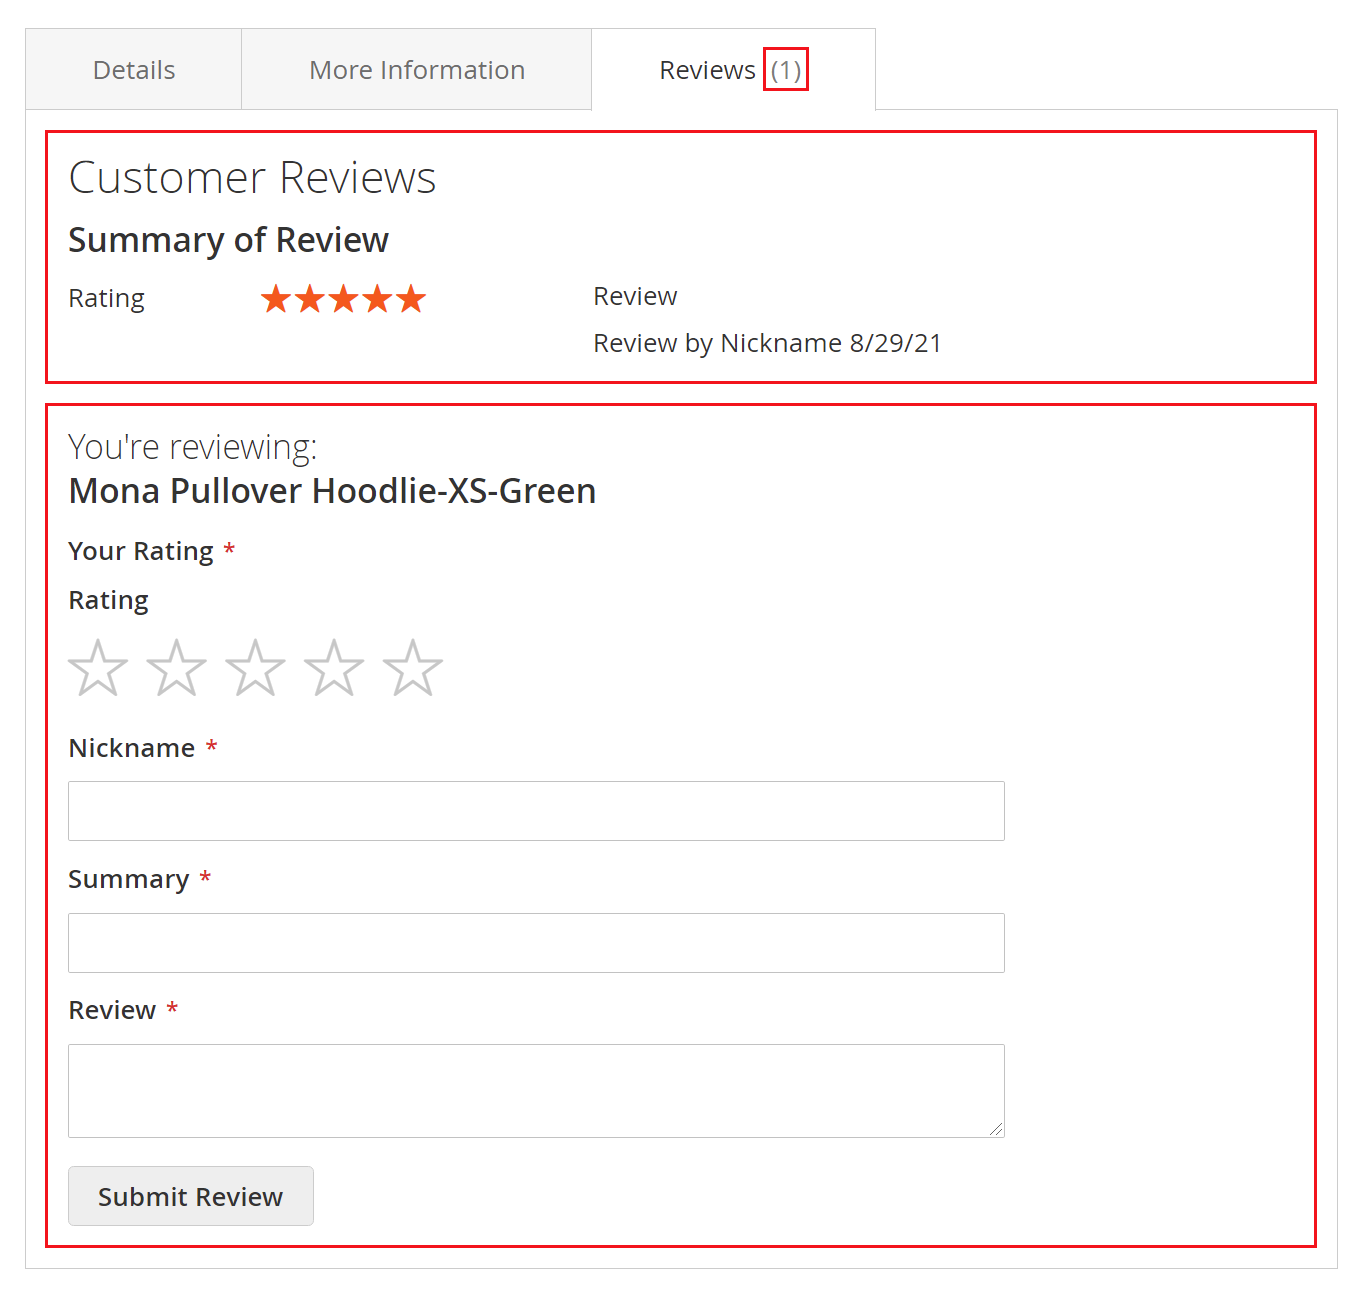 Details More Information Reviews (1)
Customer Reviews
Summary of Review
Rating Review
Review by Nickname 8/29/21
You're reviewing:
Mona Pullover Hoodlie-XS-Green
Your Rating *
Rating
Nickname *
Summary *
Review *
Submit Review